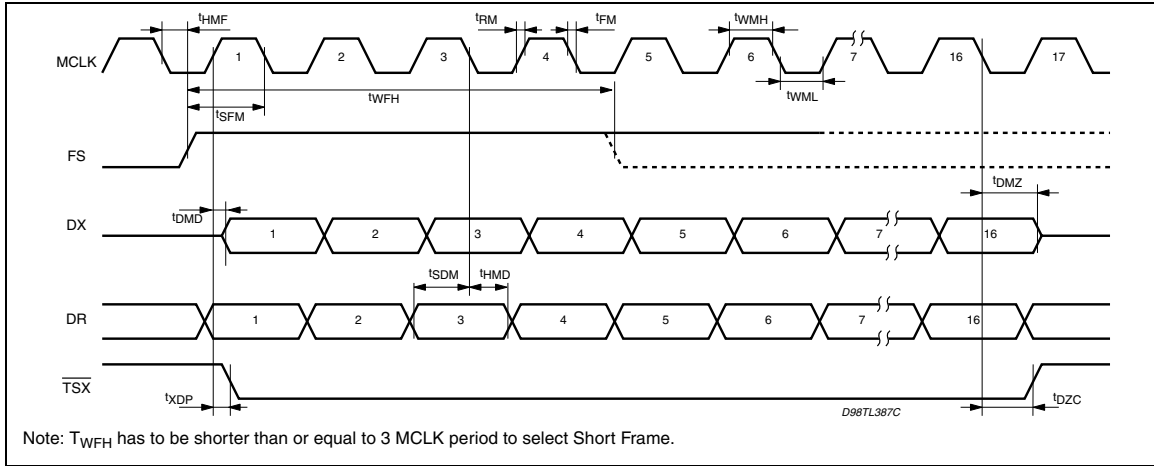 tHMF tRM tFM tWMH
MCLK 1 2 3 4 5 6 7 16 17
tWFH tWML
tSFM
FS
tDMZ
tDMD
DX 1 2 3 4 5 6 7 16
tSDM tHMD
DR 1 2 3 4 5 6 7 16
TSX
tXDP tDZC
D98TL387C
Note: TWFH has to be shorter than or equal to 3 MCLK period to select Short Frame.